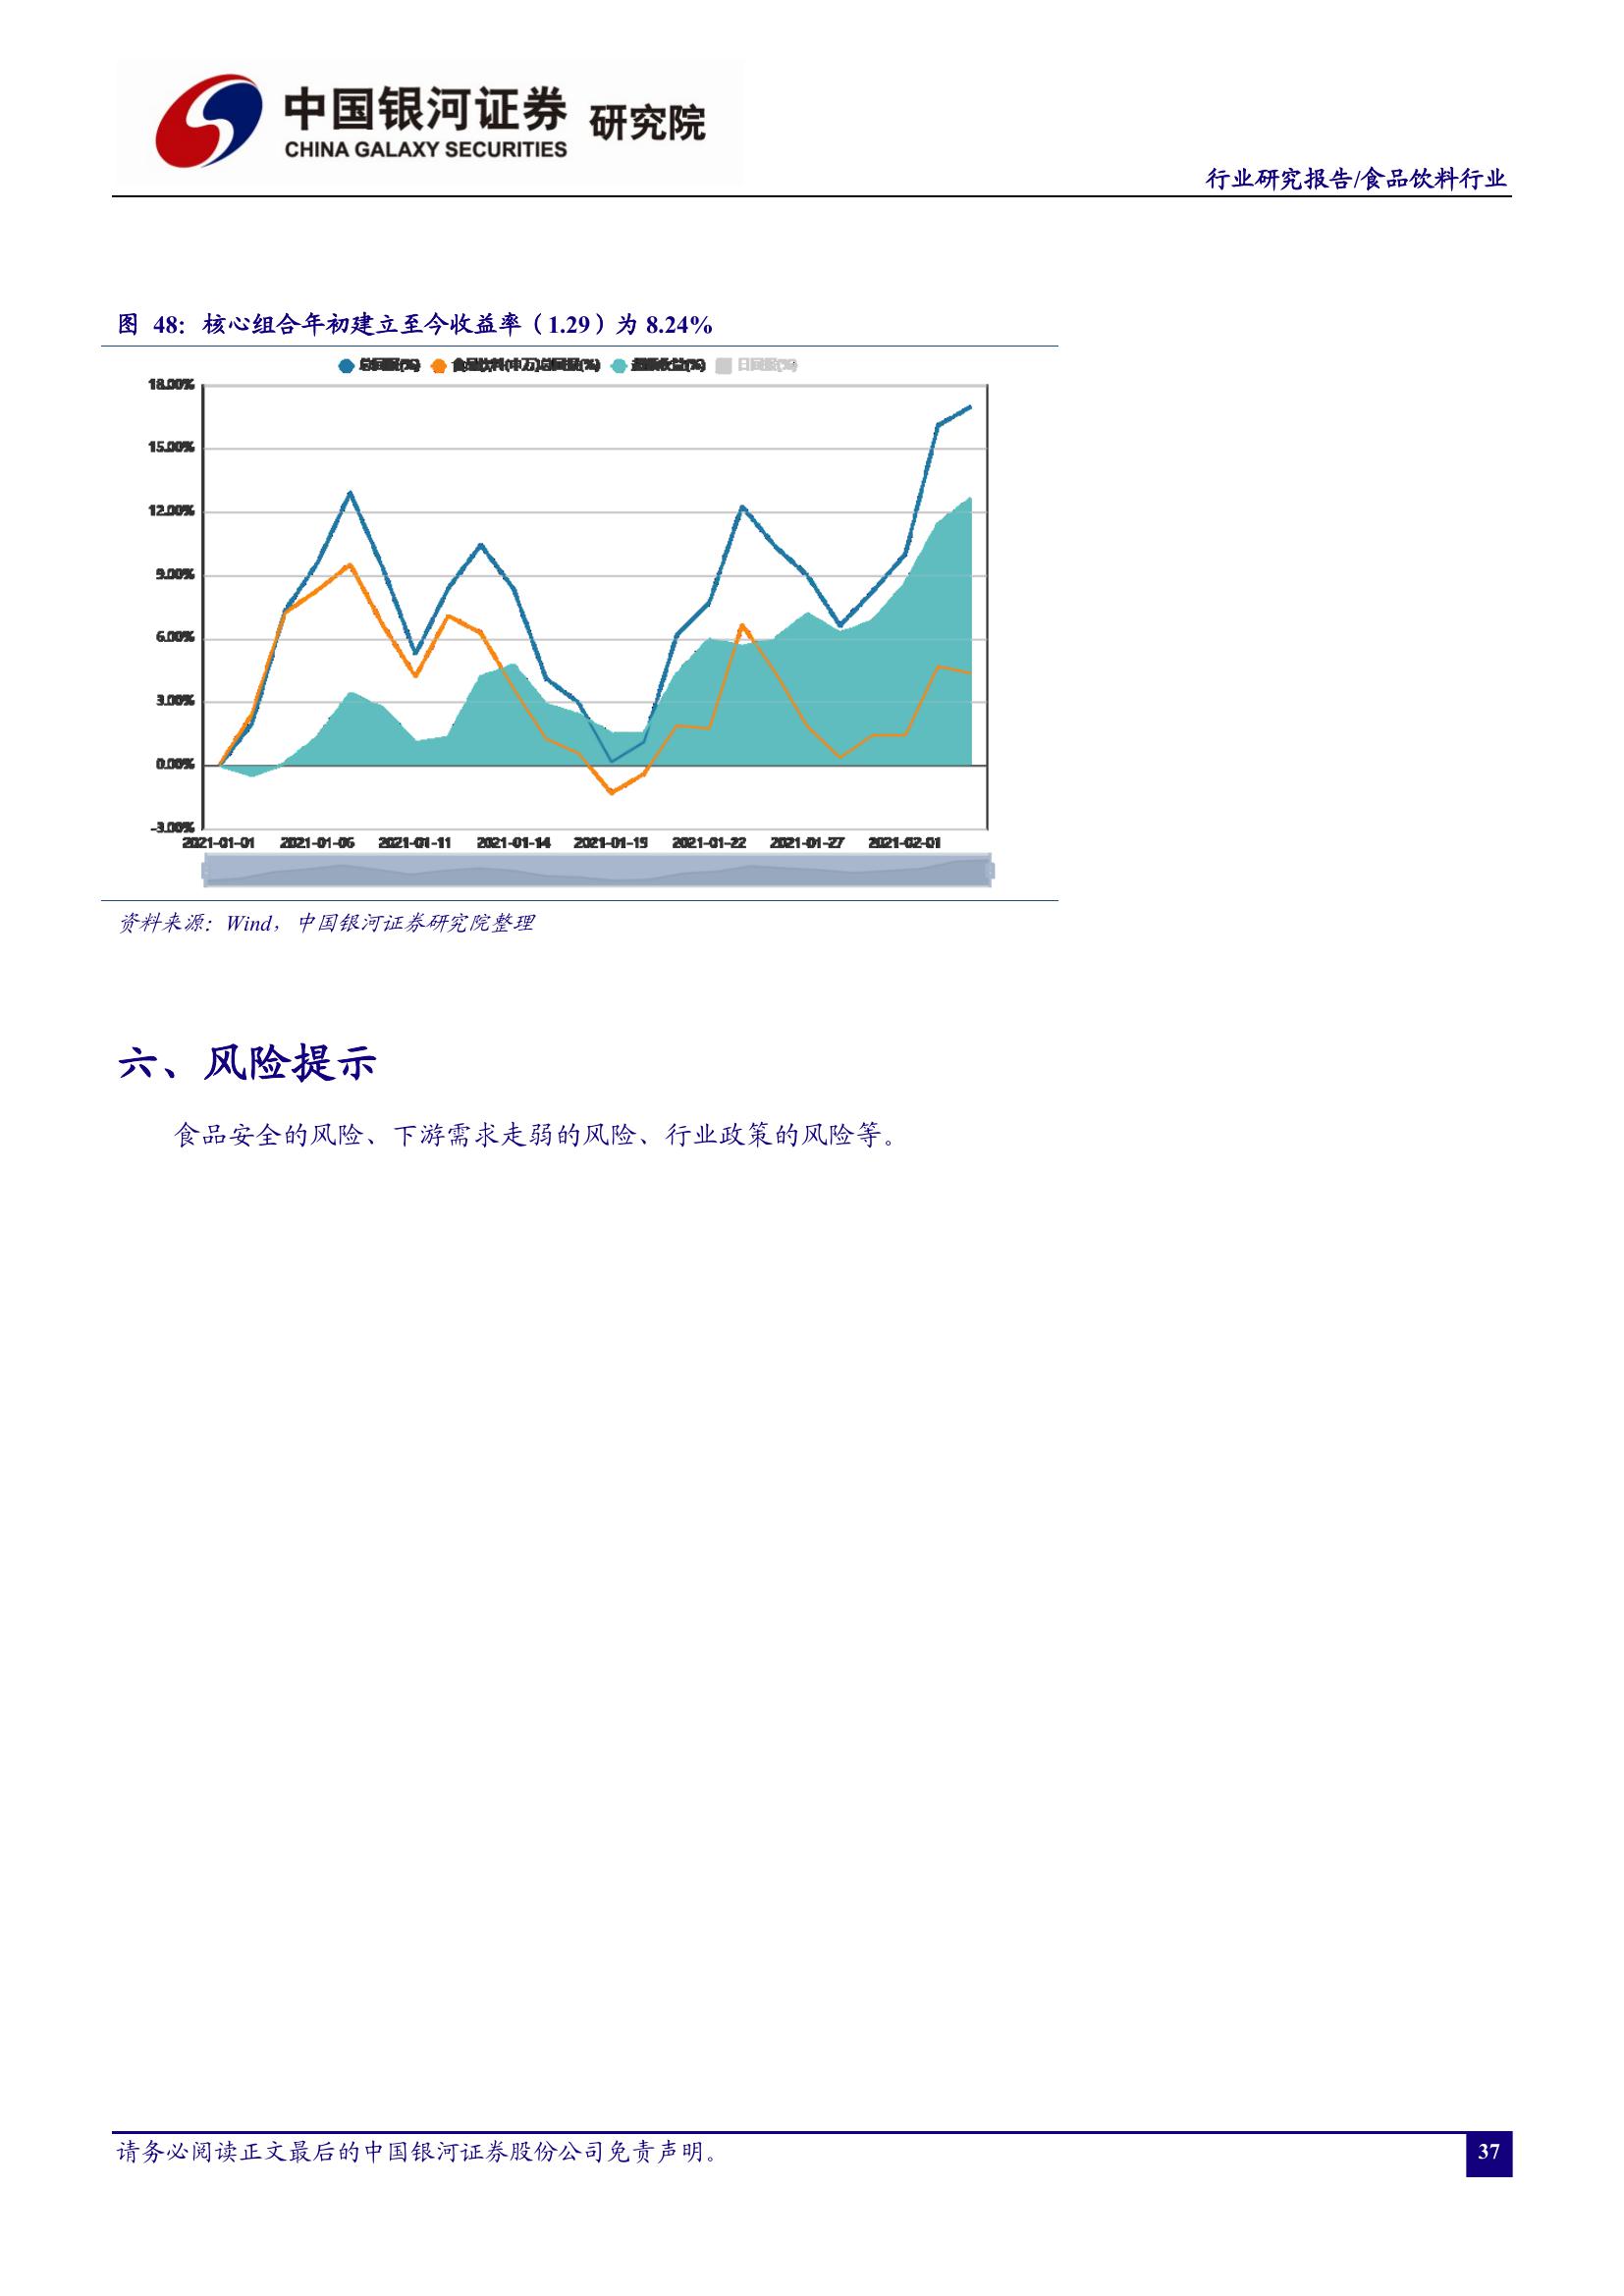 中国银河证券 研究院
CHINA GALAXY SECURITIES
行业研究报告/食品饮料行业
图 48: 核心组合年初建立至今收益率（1.29）为 8.24%
总回报(%) 食品饮料(申万)总回报(%) 超额收益(%) 日回报(%)
18.00%
15.00%
12.00%
9.00%
6.00%
3.00%
0.00%
-3.00%
2021-01-01 2021-01-06 2021-01-11 2021-01-14 2021-01-19 2021-01-22 2021-01-27 2021-02-01
资料来源：Wind，中国银河证券研究院整理
六、风险提示
食品安全的风险、下游需求走弱的风险、行业政策的风险等。
请务必阅读正文最后的中国银河证券股份公司免责声明。
37